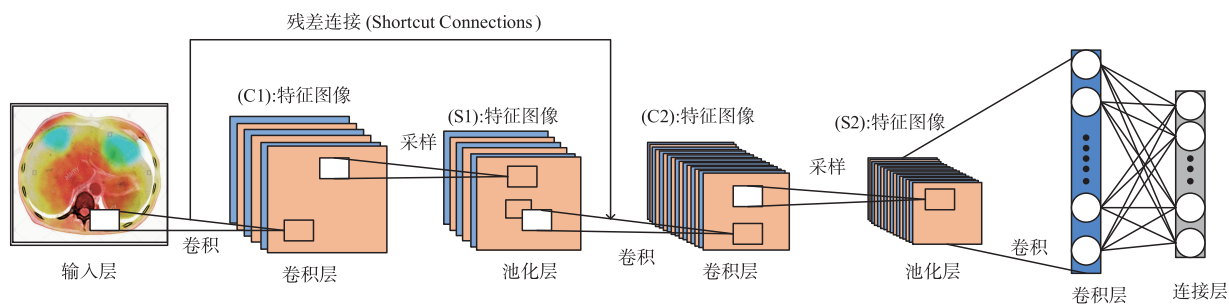 残差连接 (Shortcut Connections)
(C1):特征图像
(S1):特征图像
(C2):特征图像
(S2):特征图像
采样
采样
卷积
卷积
卷积
输入层
卷积层
池化层
卷积层
池化层
卷积层
连接层